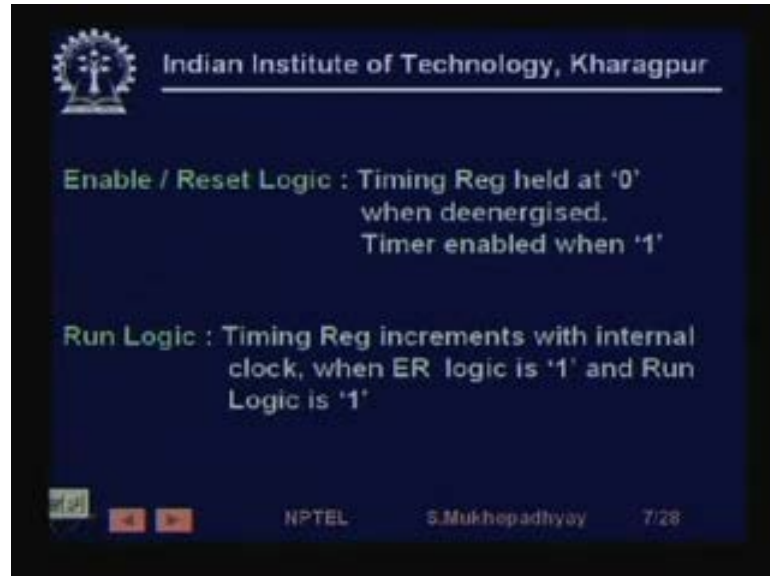 Indian Institute of Technology, Kharagpur
Enable / Reset Logic : Timing Reg held at ‘0’
when deenergised.
Timer enabled when ‘1’
Run Logic : Timing Reg increments with internal
clock, when ER logic is ‘1’ and Run
Logic is ‘1’
NPTEL S.Mukhopadhyay 7/28